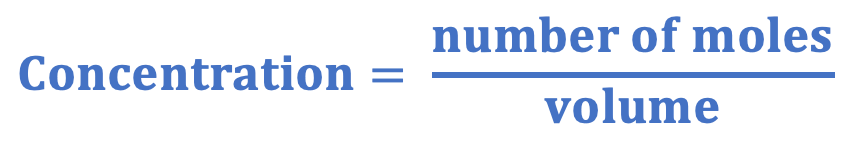 number of moles
Concentration =
volume